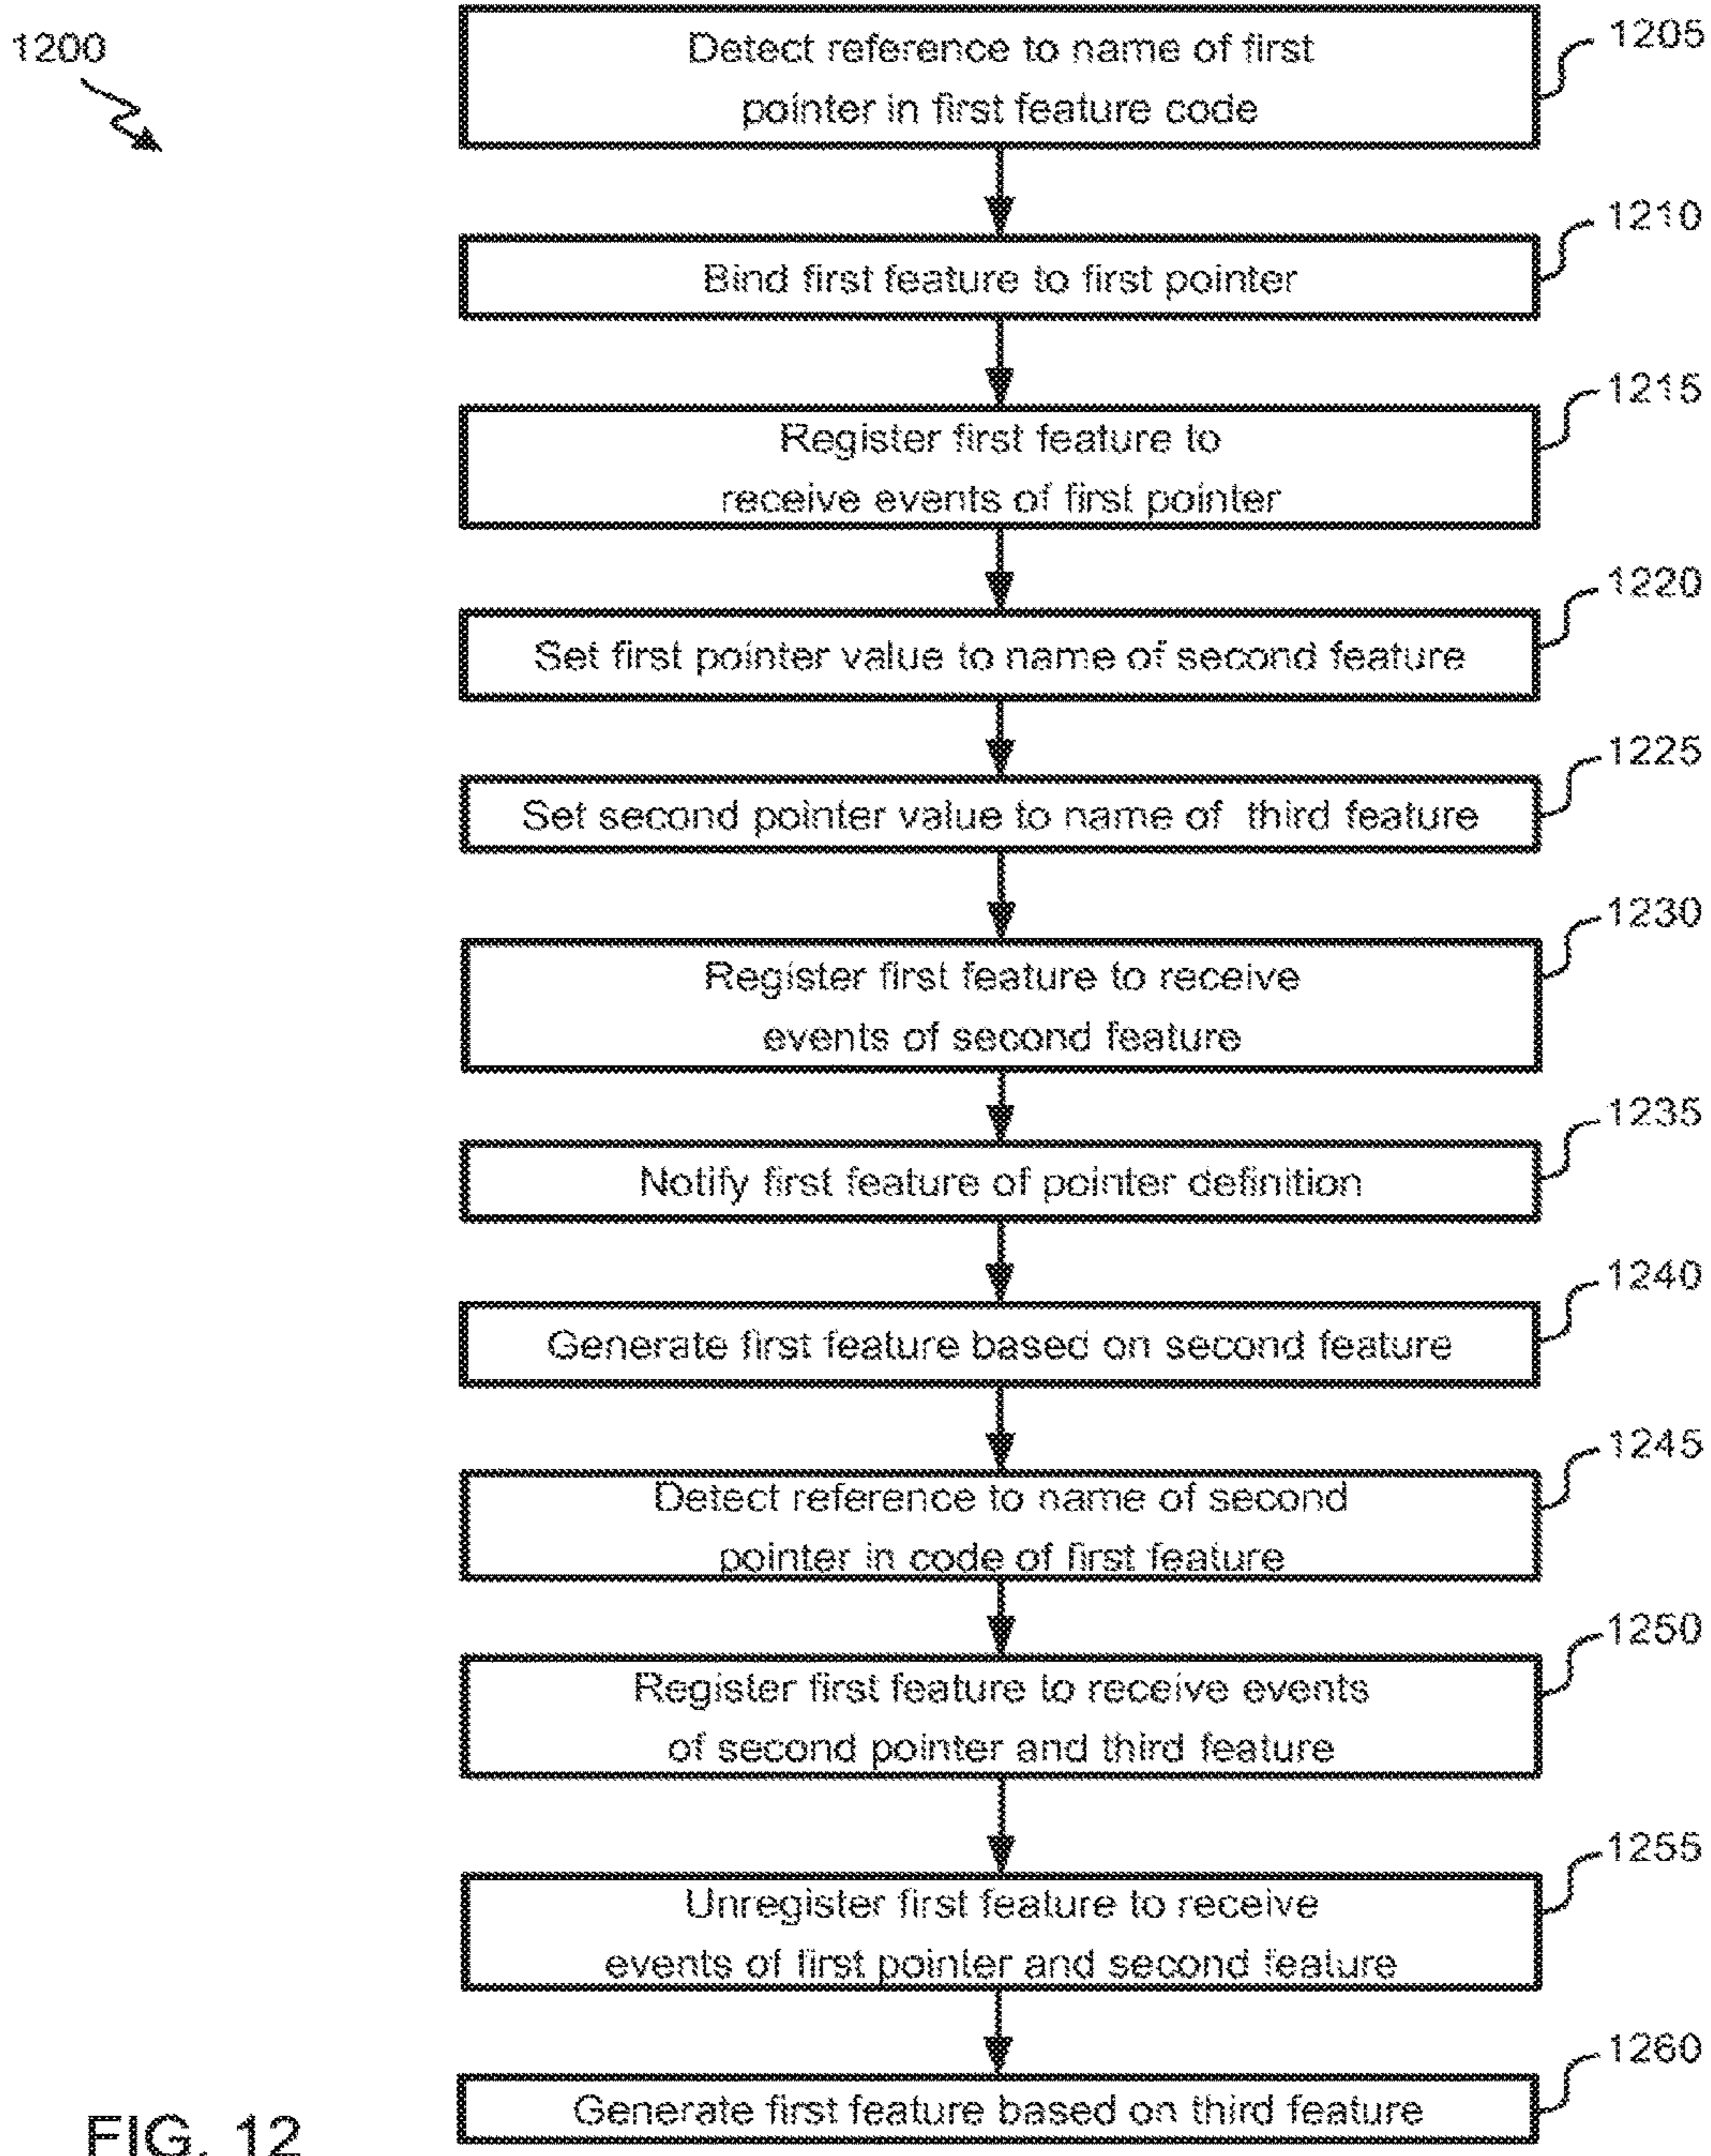 1200
Detect reference to name of first
pointer in first feature code
1205
Bind first feature to first pointer
1210
Register first feature to
receive events of first pointer
1215
Set first pointer value to name of second feature
1220
Set second pointer value to name of third feature
1225
Register first feature to receive
events of second feature
1230
Notify first feature of pointer definition
1235
Generate first feature based on second feature
1240
Detect reference to name of second
pointer in code of first feature
1245
Register first feature to receive events
of second pointer and third feature
1250
Unregister first feature to receive
events of first pointer and second feature
1255
Generate first feature based on third feature
1260
FIG. 12